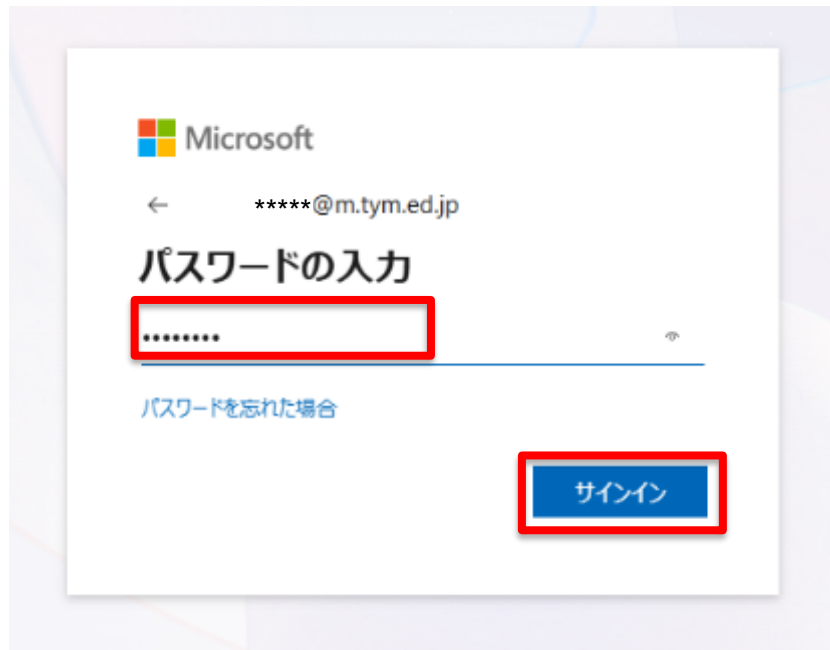 Microsoft
← *****@m.tym.ed.jp
パスワードの入力
••••••••
パスワードを忘れた場合
サインイン